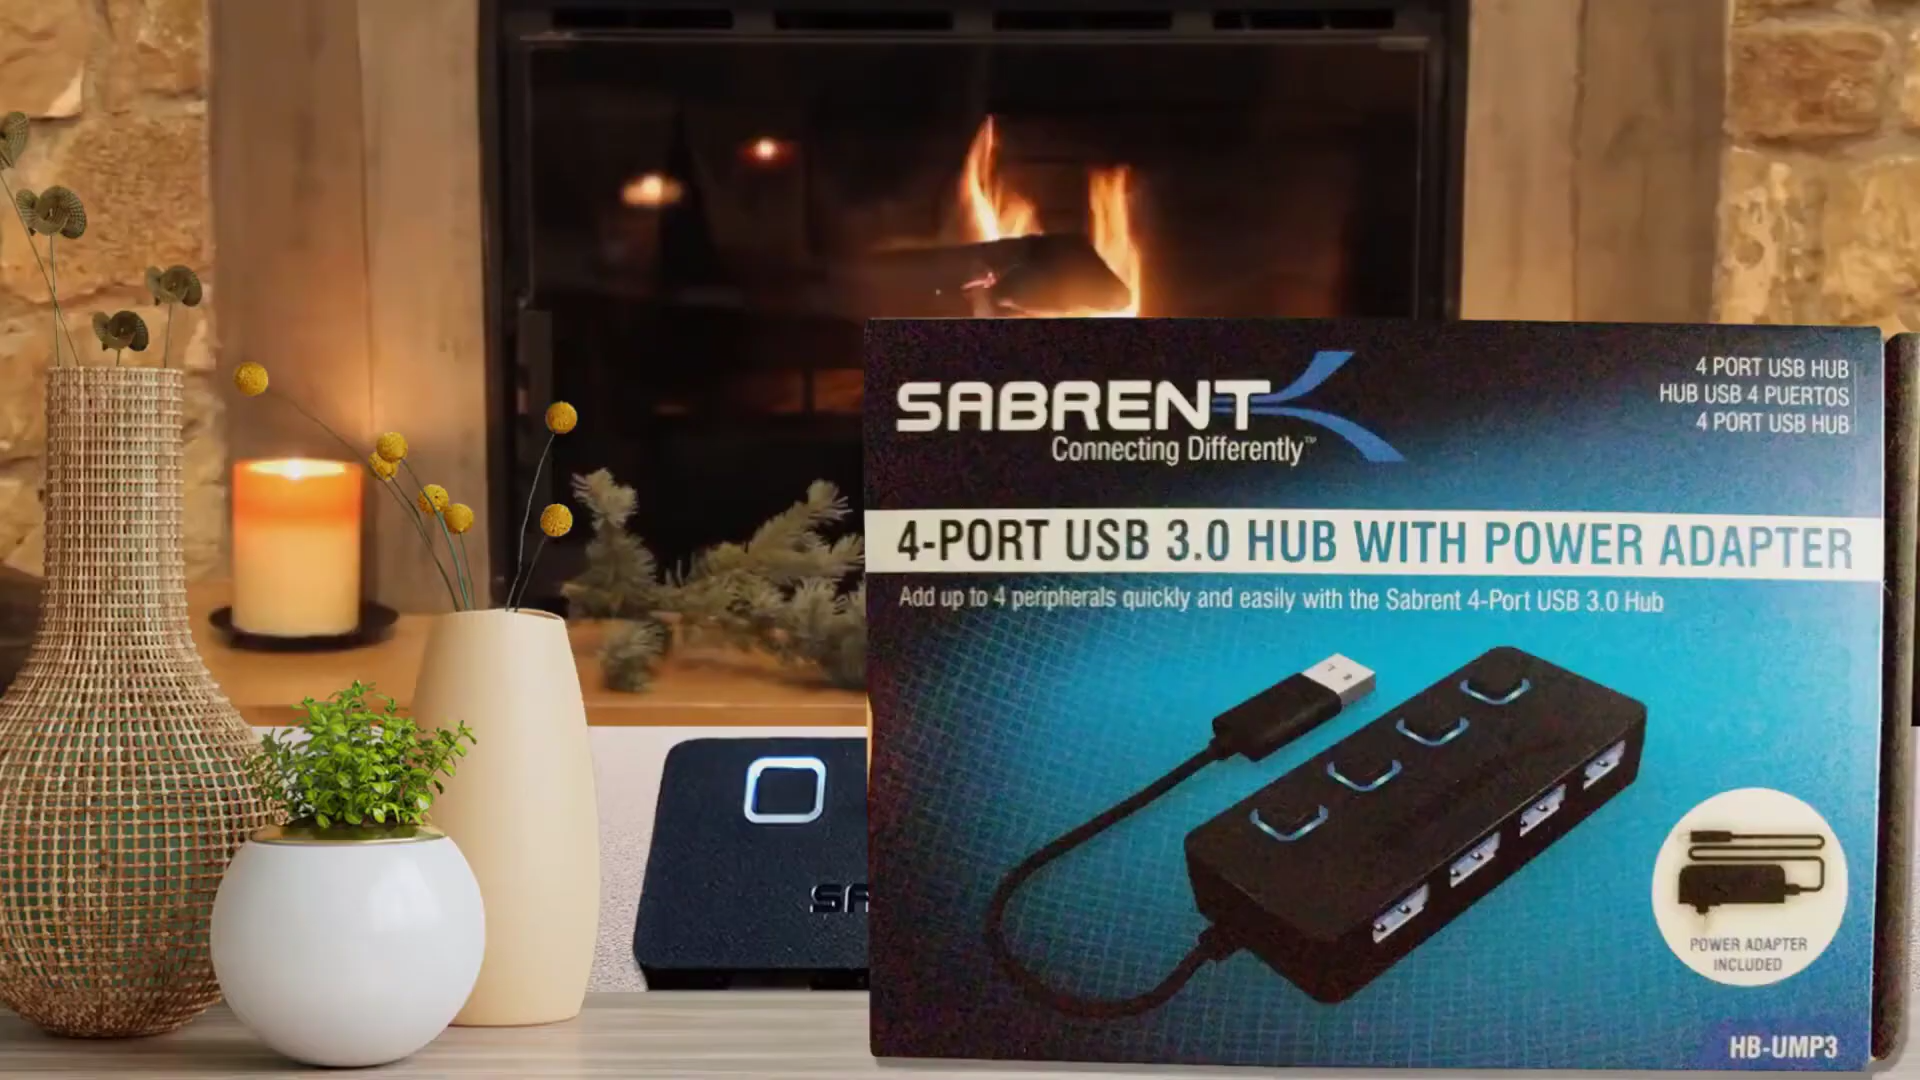 SABRENT
Connecting Differently™
4 PORT USB HUB
HUB USB 4 PUERTOS
4 PORT USB HUB
4-PORT USB 3.0 HUB WITH POWER ADAPTER
Add up to 4 peripherals quickly and easily with the Sabrent 4-Port USB 3.0 Hub
POWER ADAPTER
INCLUDED
HB-UMP3
SA